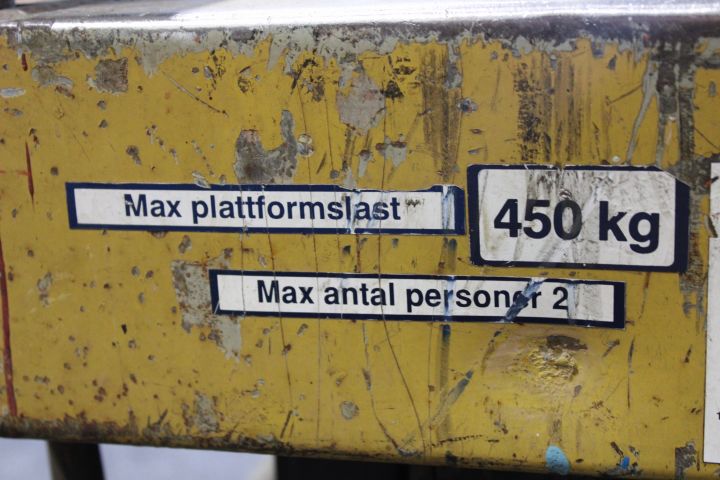 Max plattformslast
450 kg
Max antal personer 2